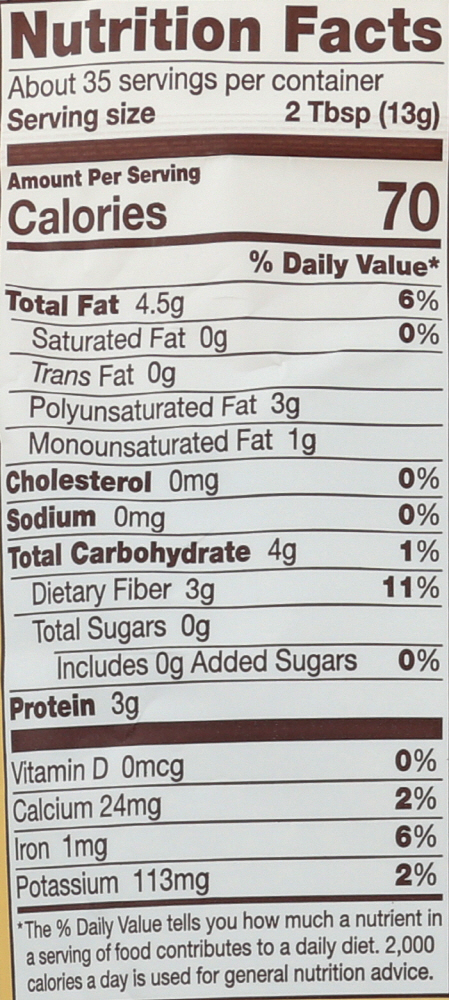 Nutrition Facts
About 35 servings per container
Serving size 2 Tbsp (13g)
Amount Per Serving
Calories 70
% Daily Value*
Total Fat 4.5g 6%
Saturated Fat 0g 0%
Trans Fat 0g
Polyunsaturated Fat 3g
Monounsaturated Fat 1g
Cholesterol 0mg 0%
Sodium 0mg 0%
Total Carbohydrate 4g 1%
Dietary Fiber 3g 11%
Total Sugars 0g
Includes 0g Added Sugars 0%
Protein 3g
Vitamin D 0mcg 0%
Calcium 24mg 2%
Iron 1mg 6%
Potassium 113mg 2%
*The % Daily Value tells you how much a nutrient in
a serving of food contributes to a daily diet. 2,000
calories a day is used for general nutrition advice.